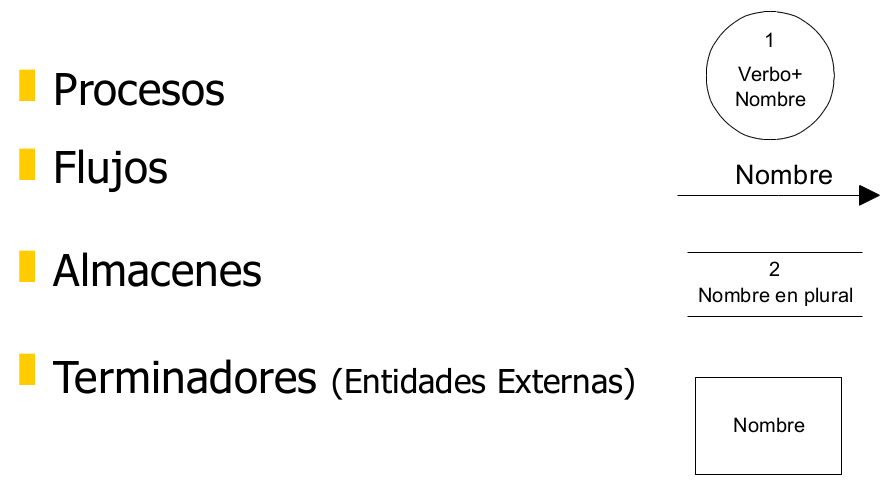 1
Verbo+
Nombre
Procesos
Flujos
Nombre
Almacenes
2
Nombre en plural
Terminadores (Entidades Externas)
Nombre